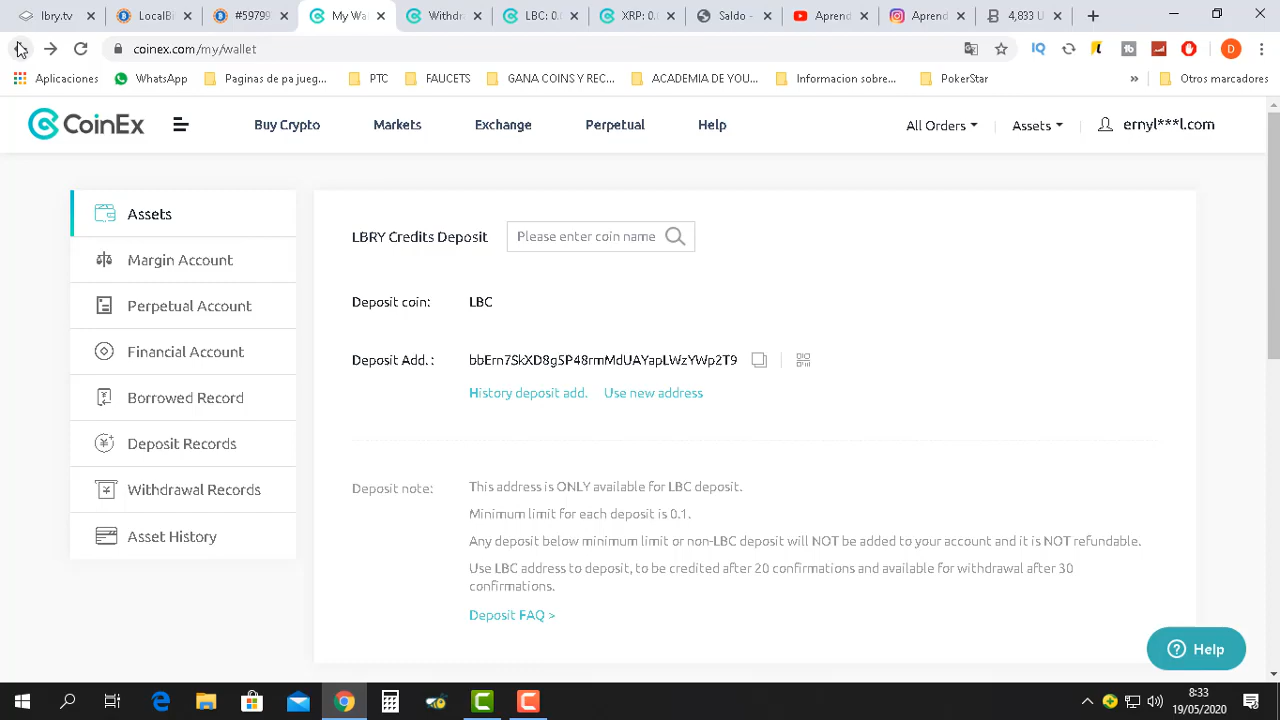 lbry.tv
LocalB
#59799
My Wa
Withdr
LBC: 0.
XRP: 0.
Saldo
Aprend
Aprend
4,833
coinex.com/my/wallet
D
Aplicaciones
WhatsApp
Paginas de pa jueg...
PTC
FAUCETS
GANA COINS Y REC...
ACADEMIA DE YOU...
Informacion sobre...
PokerStar
»
Otros marcadores
CoinEx
Buy Crypto
Markets
Exchange
Perpetual
Help
All Orders
Assets
ernyl***l.com
Assets
Margin Account
Perpetual Account
Financial Account
Borrowed Record
Deposit Records
Withdrawal Records
Asset History
LBRY Credits Deposit
Please enter coin name
Deposit coin: LBC
Deposit Add. : bbErn7SkXD8g5P48rmMdUAYapLWzYWp2T9
History deposit add. Use new address
Deposit note: This address is ONLY available for LBC deposit.
Minimum limit for each deposit is 0.1.
Any deposit below minimum limit or non-LBC deposit will NOT be added to your account and it is NOT refundable.
Use LBC address to deposit, to be credited after 20 confirmations and available for withdrawal after 30
confirmations.
Deposit FAQ >
Help
8:33
19/05/2020